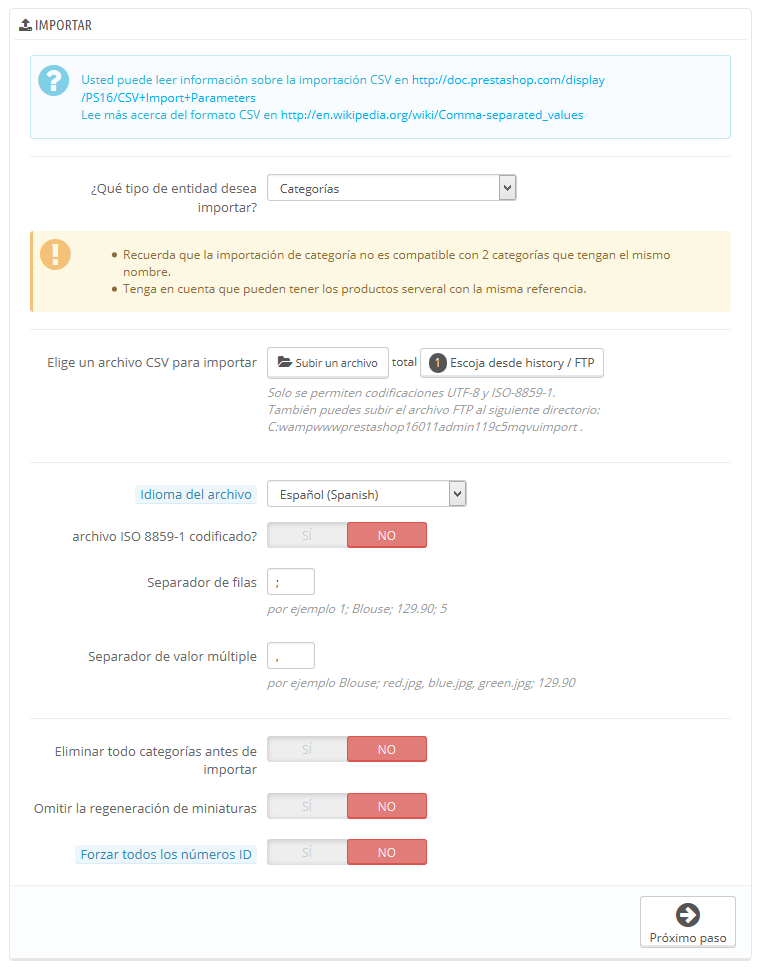 IMPORTAR
Usted puede leer información sobre la importación CSV en http://doc.prestashop.com/display
/PS16/CSV+Import+Parameters
Lee más acerca del formato CSV en http://en.wikipedia.org/wiki/Comma-separated_values
¿Qué tipo de entidad desea
importar?
Categorías
Recuerda que la importación de categoría no es compatible con 2 categorías que tengan el mismo
nombre.
Tenga en cuenta que pueden tener los productos serveral con la misma referencia.
Elige un archivo CSV para importar
Subir un archivo total 1 Escoja desde history / FTP
Solo se permiten codificaciones UTF-8 y ISO-8859-1.
También puedes subir el archivo FTP al siguiente directorio:
C:wampwwwprestashop16011admin119c5mqvuimport .
Idioma del archivo
Español (Spanish)
archivo ISO 8859-1 codificado?
SÍ NO
Separador de filas
;
por ejemplo 1; Blouse; 129.90; 5
Separador de valor múltiple
,
por ejemplo Blouse; red.jpg, blue.jpg, green.jpg; 129.90
Eliminar todo categorías antes de
importar
SÍ NO
Omitir la regeneración de miniaturas
SÍ NO
Forzar todos los números ID
SÍ NO
Próximo paso